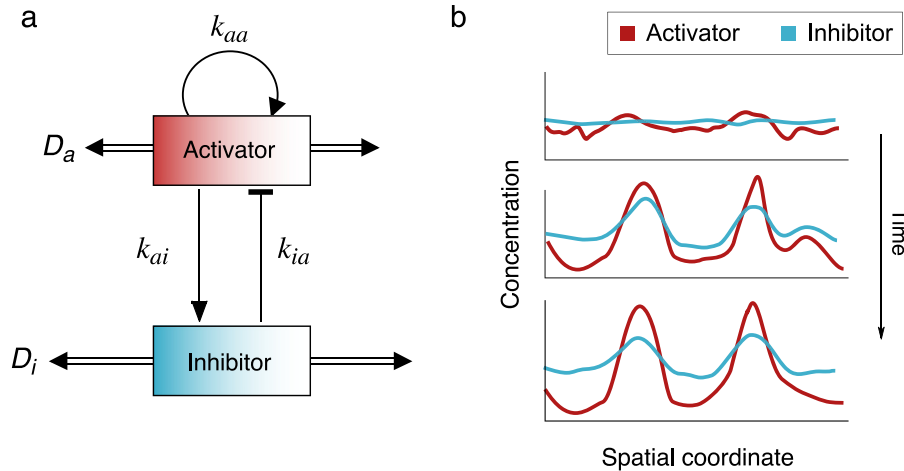 a
k_aa
D_a
Activator
k_ai
k_ia
D_i
Inhibitor
b
Activator
Inhibitor
Concentration
Time
Spatial coordinate